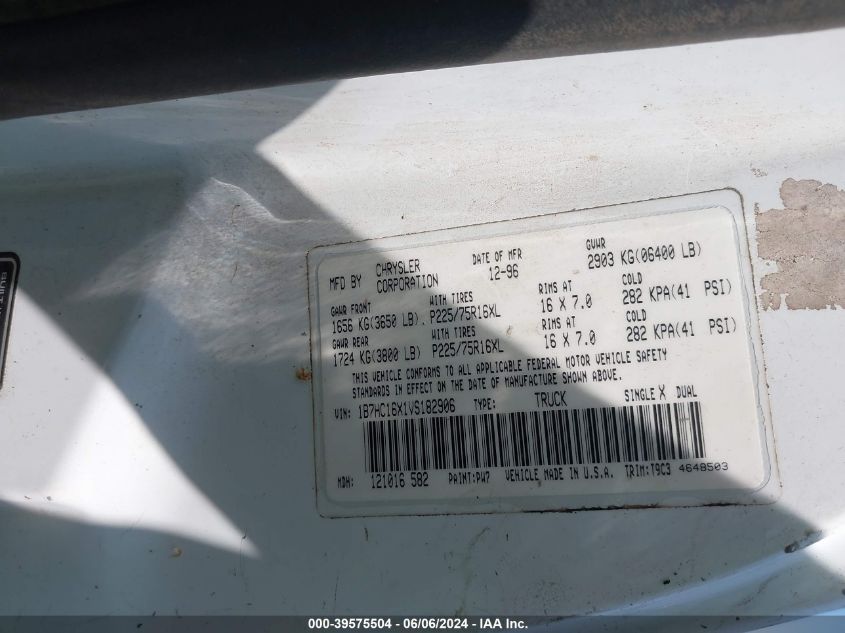 MFD BY CHRYSLER CORPORATION DATE OF MFR 12-96 GVWR 2903 KG(06400 LB)
GAWR FRONT WITH TIRES RIMS AT COLD
1656 KG(3650 LB). P225/75R16XL 16 X 7.0 282 KPA(41 PSI)
GAWR REAR WITH TIRES RIMS AT COLD
1724 KG(3800 LB) P225/75R16XL 16 X 7.0 282 KPA(41 PSI)
THIS VEHICLE CONFORMS TO ALL APPLICABLE FEDERAL MOTOR VEHICLE SAFETY
STANDARDS IN EFFECT ON THE DATE OF MANUFACTURE SHOWN ABOVE.
VIN: 1B7HC16X1VS182906 TYPE: TRUCK SINGLE X DUAL
MDH: 121016 582 PAINT:PW7 VEHICLE MADE IN U.S.A. TRIM:T9C3 4648503
BUILT
000-39575504 - 06/06/2024 - IAA Inc.